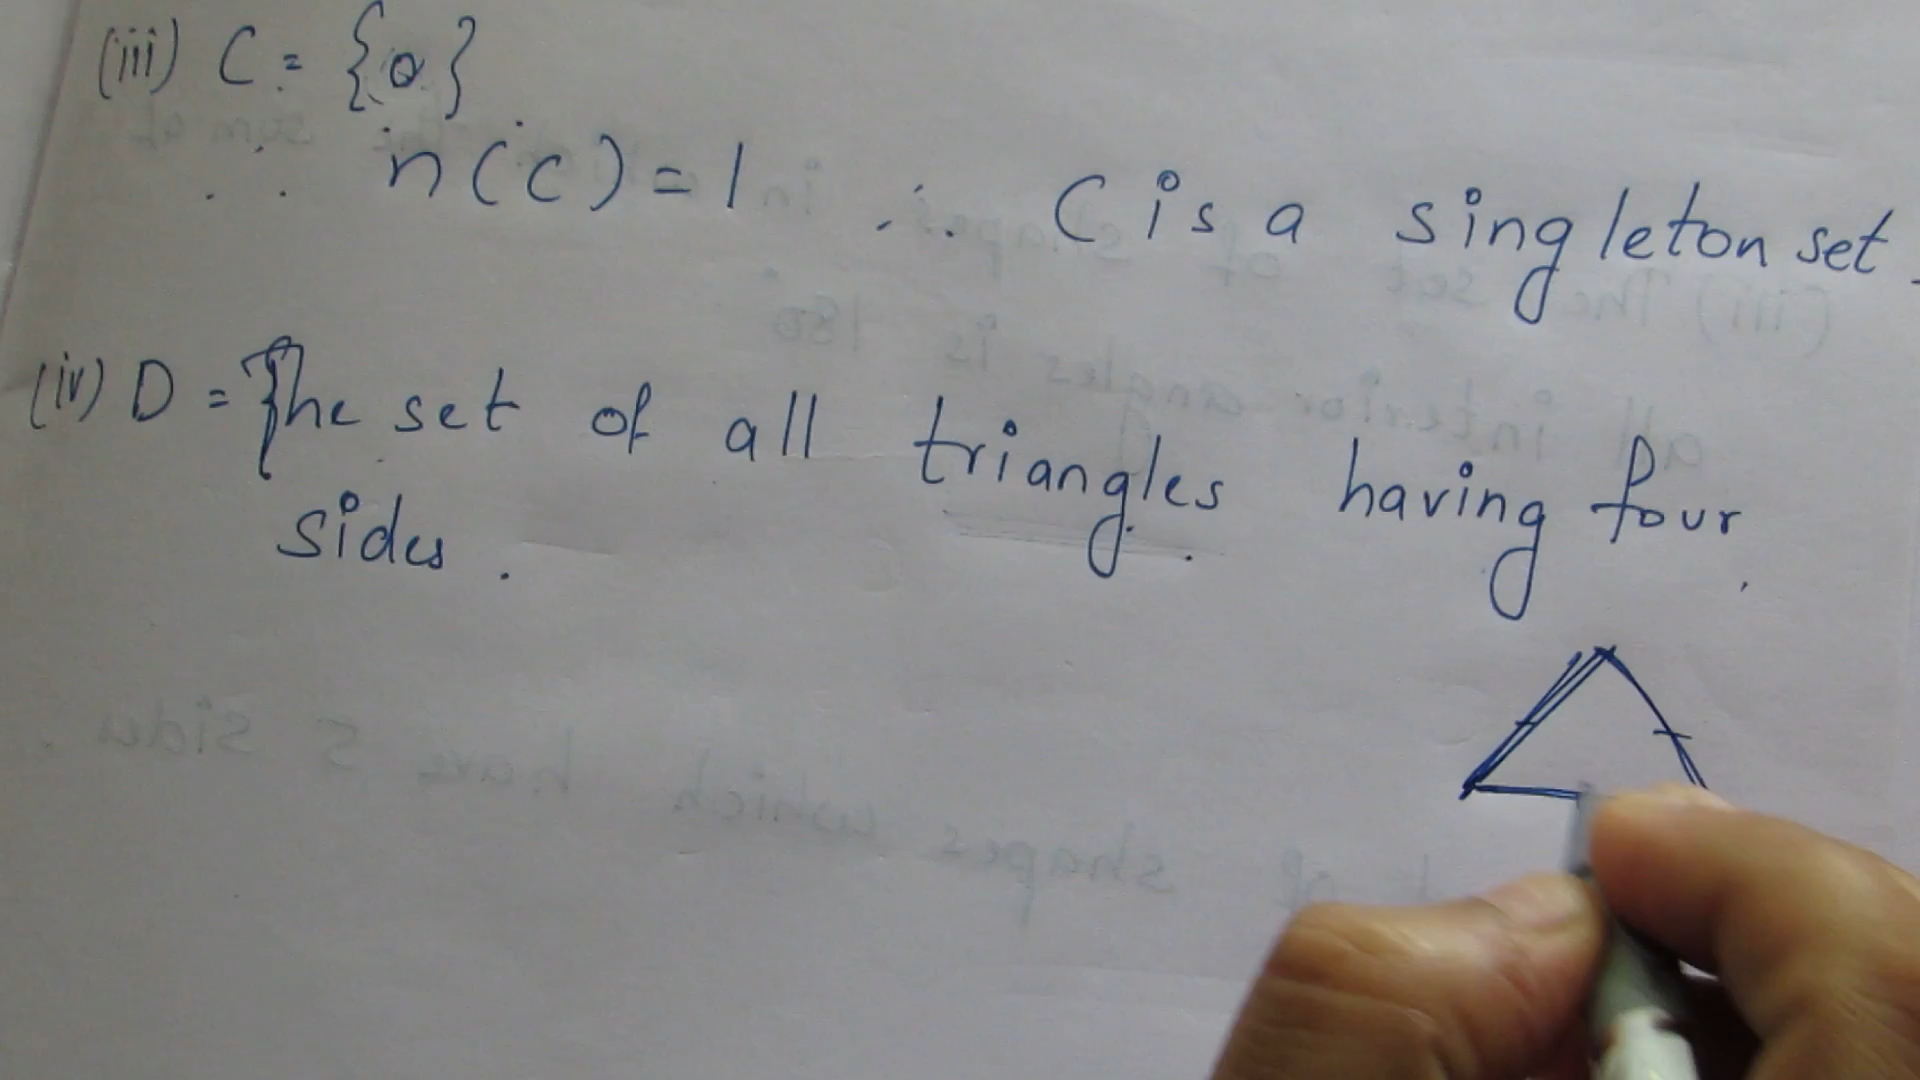 (iii) C = {0}
∴ n(C) = 1 ∴ C is a singleton set.
(iv) D = The set of all triangles having four
sides.